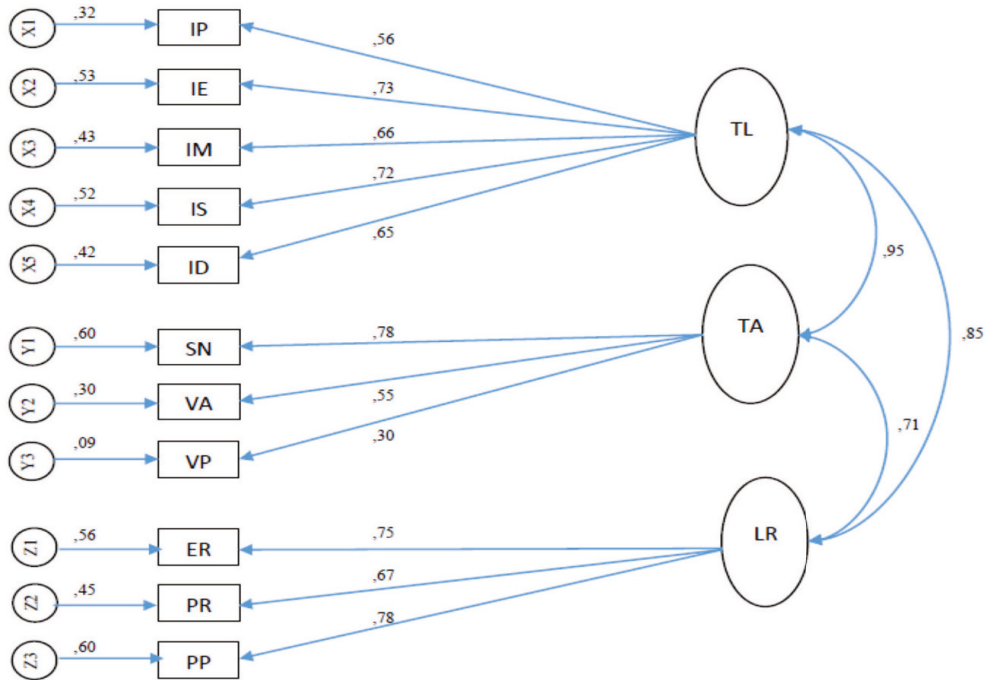 X1 ,32 IP ,56
X2 ,53 IE ,73 TL
X3 ,43 IM ,66
X4 ,52 IS ,72
X5 ,42 ID ,65
,95
Y1 ,60 SN ,78 TA ,85
Y2 ,30 VA ,55
Y3 ,09 VP ,30 ,71
Z1 ,56 ER ,75 LR
Z2 ,45 PR ,67
Z3 ,60 PP ,78